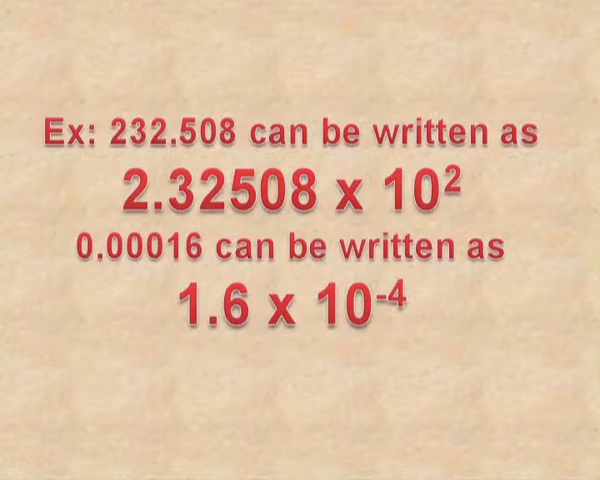 Ex: 232.508 can be written as
2.32508 x 10²
0.00016 can be written as
1.6 x 10⁻⁴